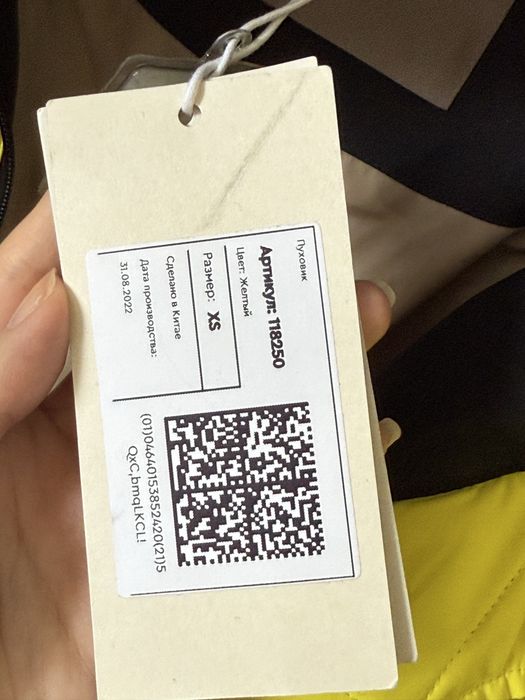 Пуховик
Артикул: 118250
Цвет: Желтый
Размер: XS
Сделано в Китае
Дата производства:
31.08.2022
(01)04640153852420(21)5
QxC,bmqLKCL!